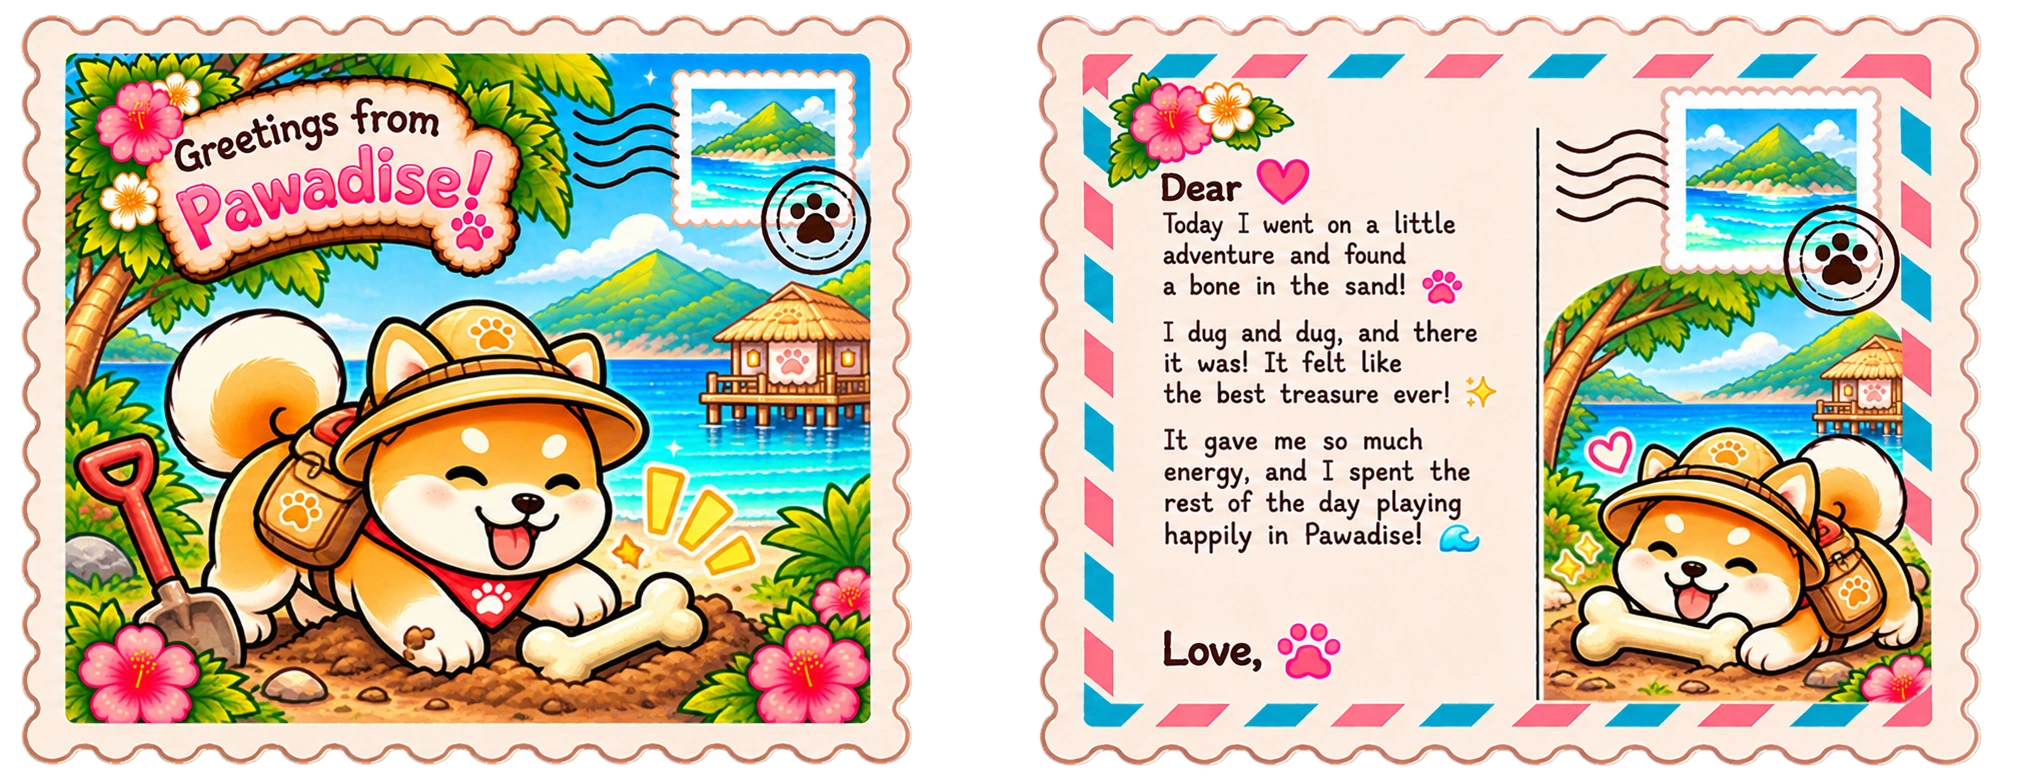 Greetings from
Pawadise!
Dear
Today I went on a little
adventure and found
a bone in the sand!
I dug and dug, and there
it was! It felt like
the best treasure ever!
It gave me so much
energy, and I spent the
rest of the day playing
happily in Pawadise!
Love,